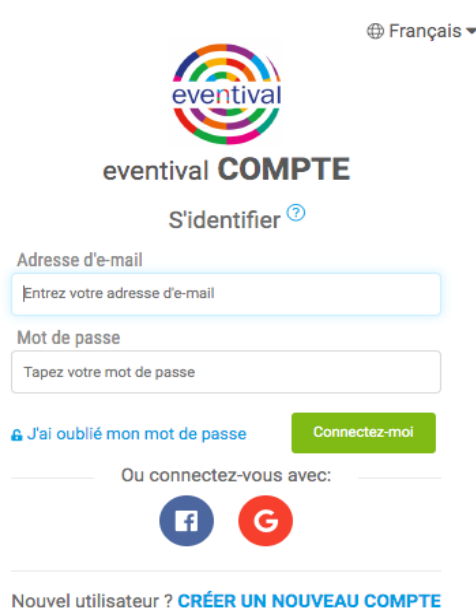 Français
eventival
eventival COMPTE
S'identifier ?
Adresse d'e-mail
Entrez votre adresse d'e-mail
Mot de passe
Tapez votre mot de passe
J'ai oublié mon mot de passe
Connectez-moi
Ou connectez-vous avec:
f
G
Nouvel utilisateur ? CRÉER UN NOUVEAU COMPTE